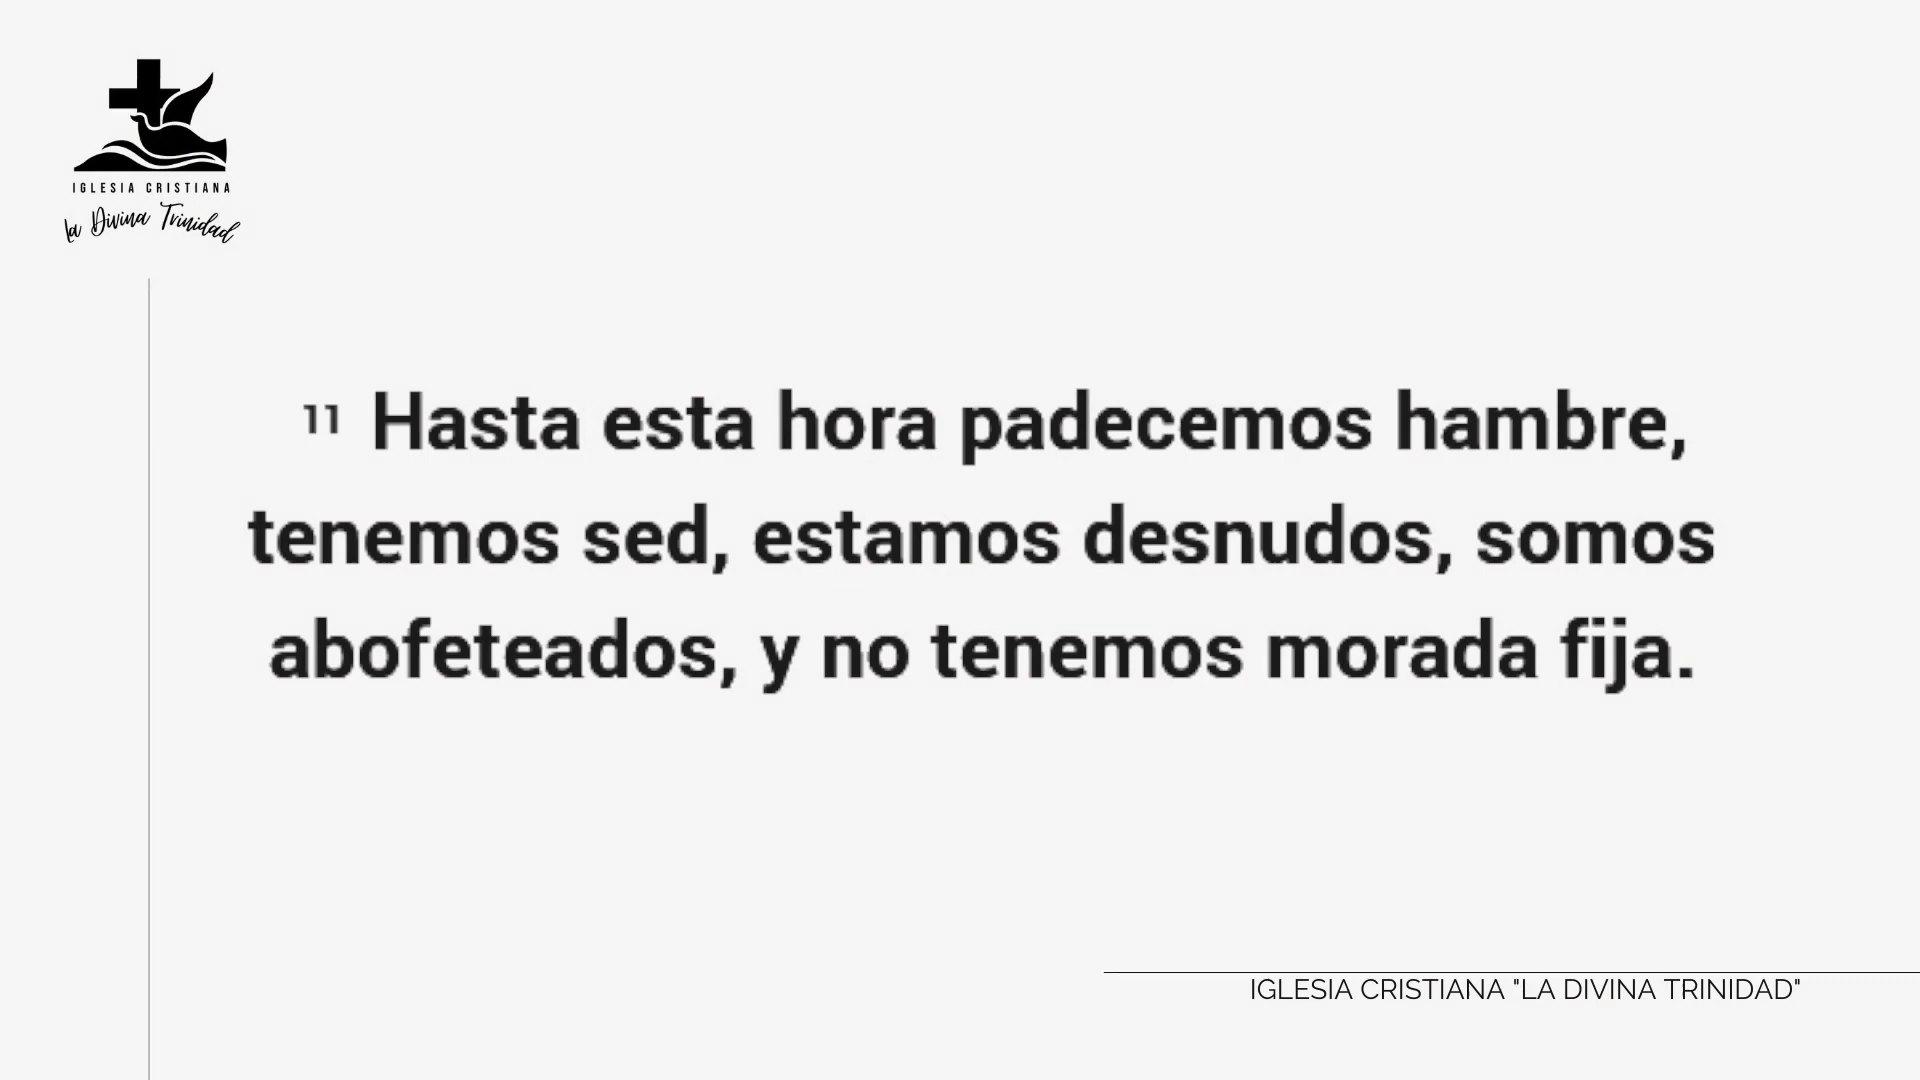 IGLESIA CRISTIANA
La Divina Trinidad
11 Hasta esta hora padecemos hambre,
tenemos sed, estamos desnudos, somos
abofeteados, y no tenemos morada fija.
IGLESIA CRISTIANA "LA DIVINA TRINIDAD"